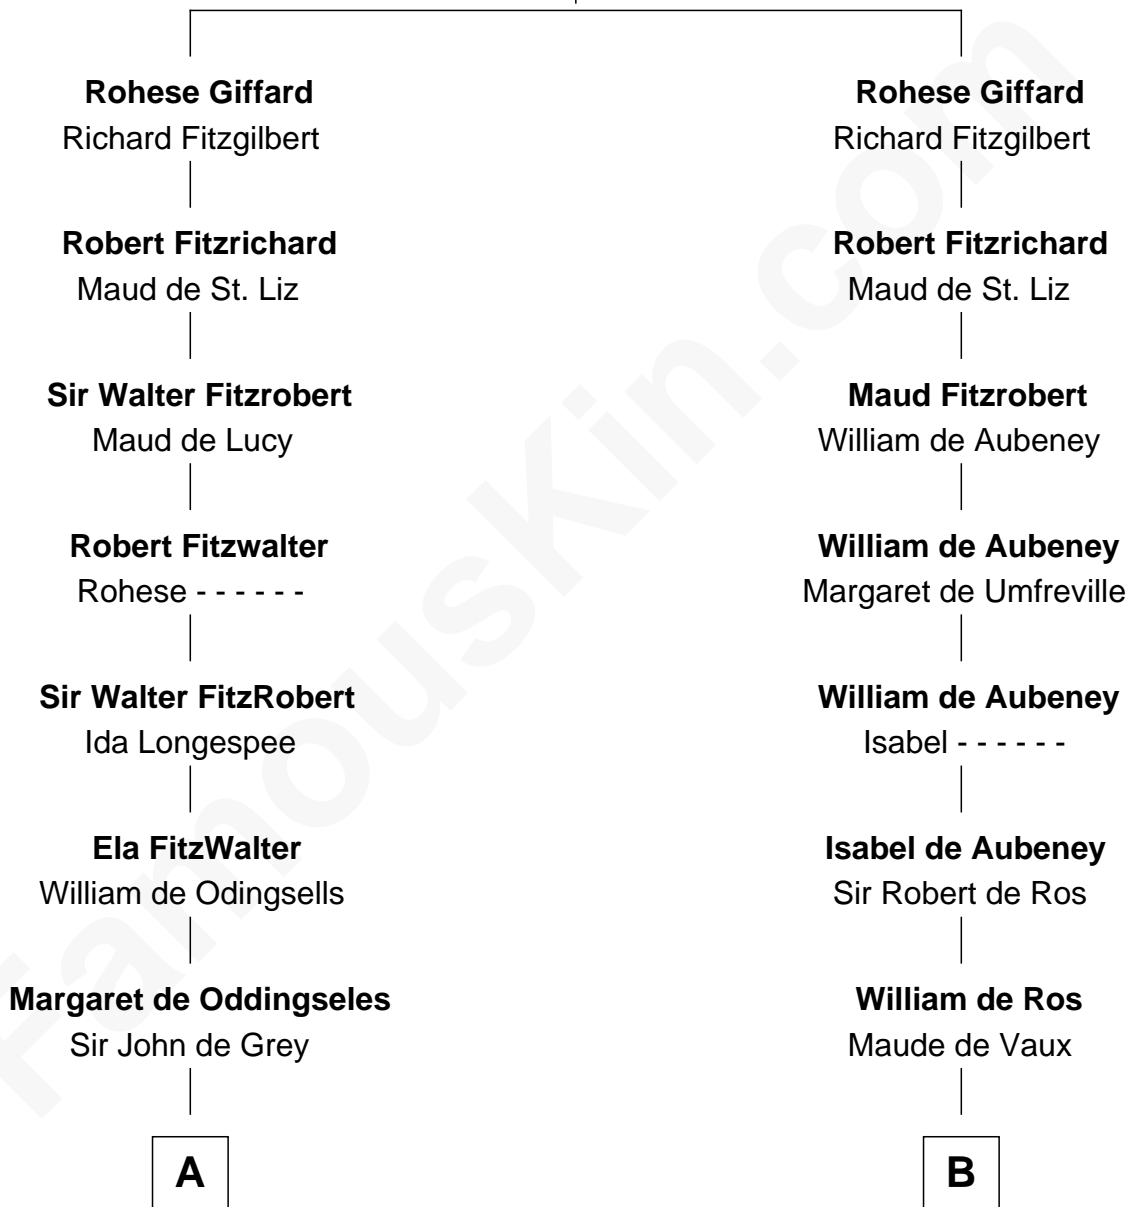 Rohese Giffard
Richard Fitzgilbert
Robert Fitzrichard
Maud de St. Liz
Sir Walter Fitzrobert
Maud de Lucy
Robert Fitzwalter
Rohese - - - - - -
Sir Walter FitzRobert
Ida Longespee
Ela FitzWalter
William de Odingsells
Margaret de Oddingseles
Sir John de Grey
A
Rohese Giffard
Richard Fitzgilbert
Robert Fitzrichard
Maud de St. Liz
Maud Fitzrobert
William de Aubeney
William de Aubeney
Margaret de Umfreville
William de Aubeney
Isabel - - - - - -
Isabel de Aubeney
Sir Robert de Ros
William de Ros
Maude de Vaux
B
FamousKin.com